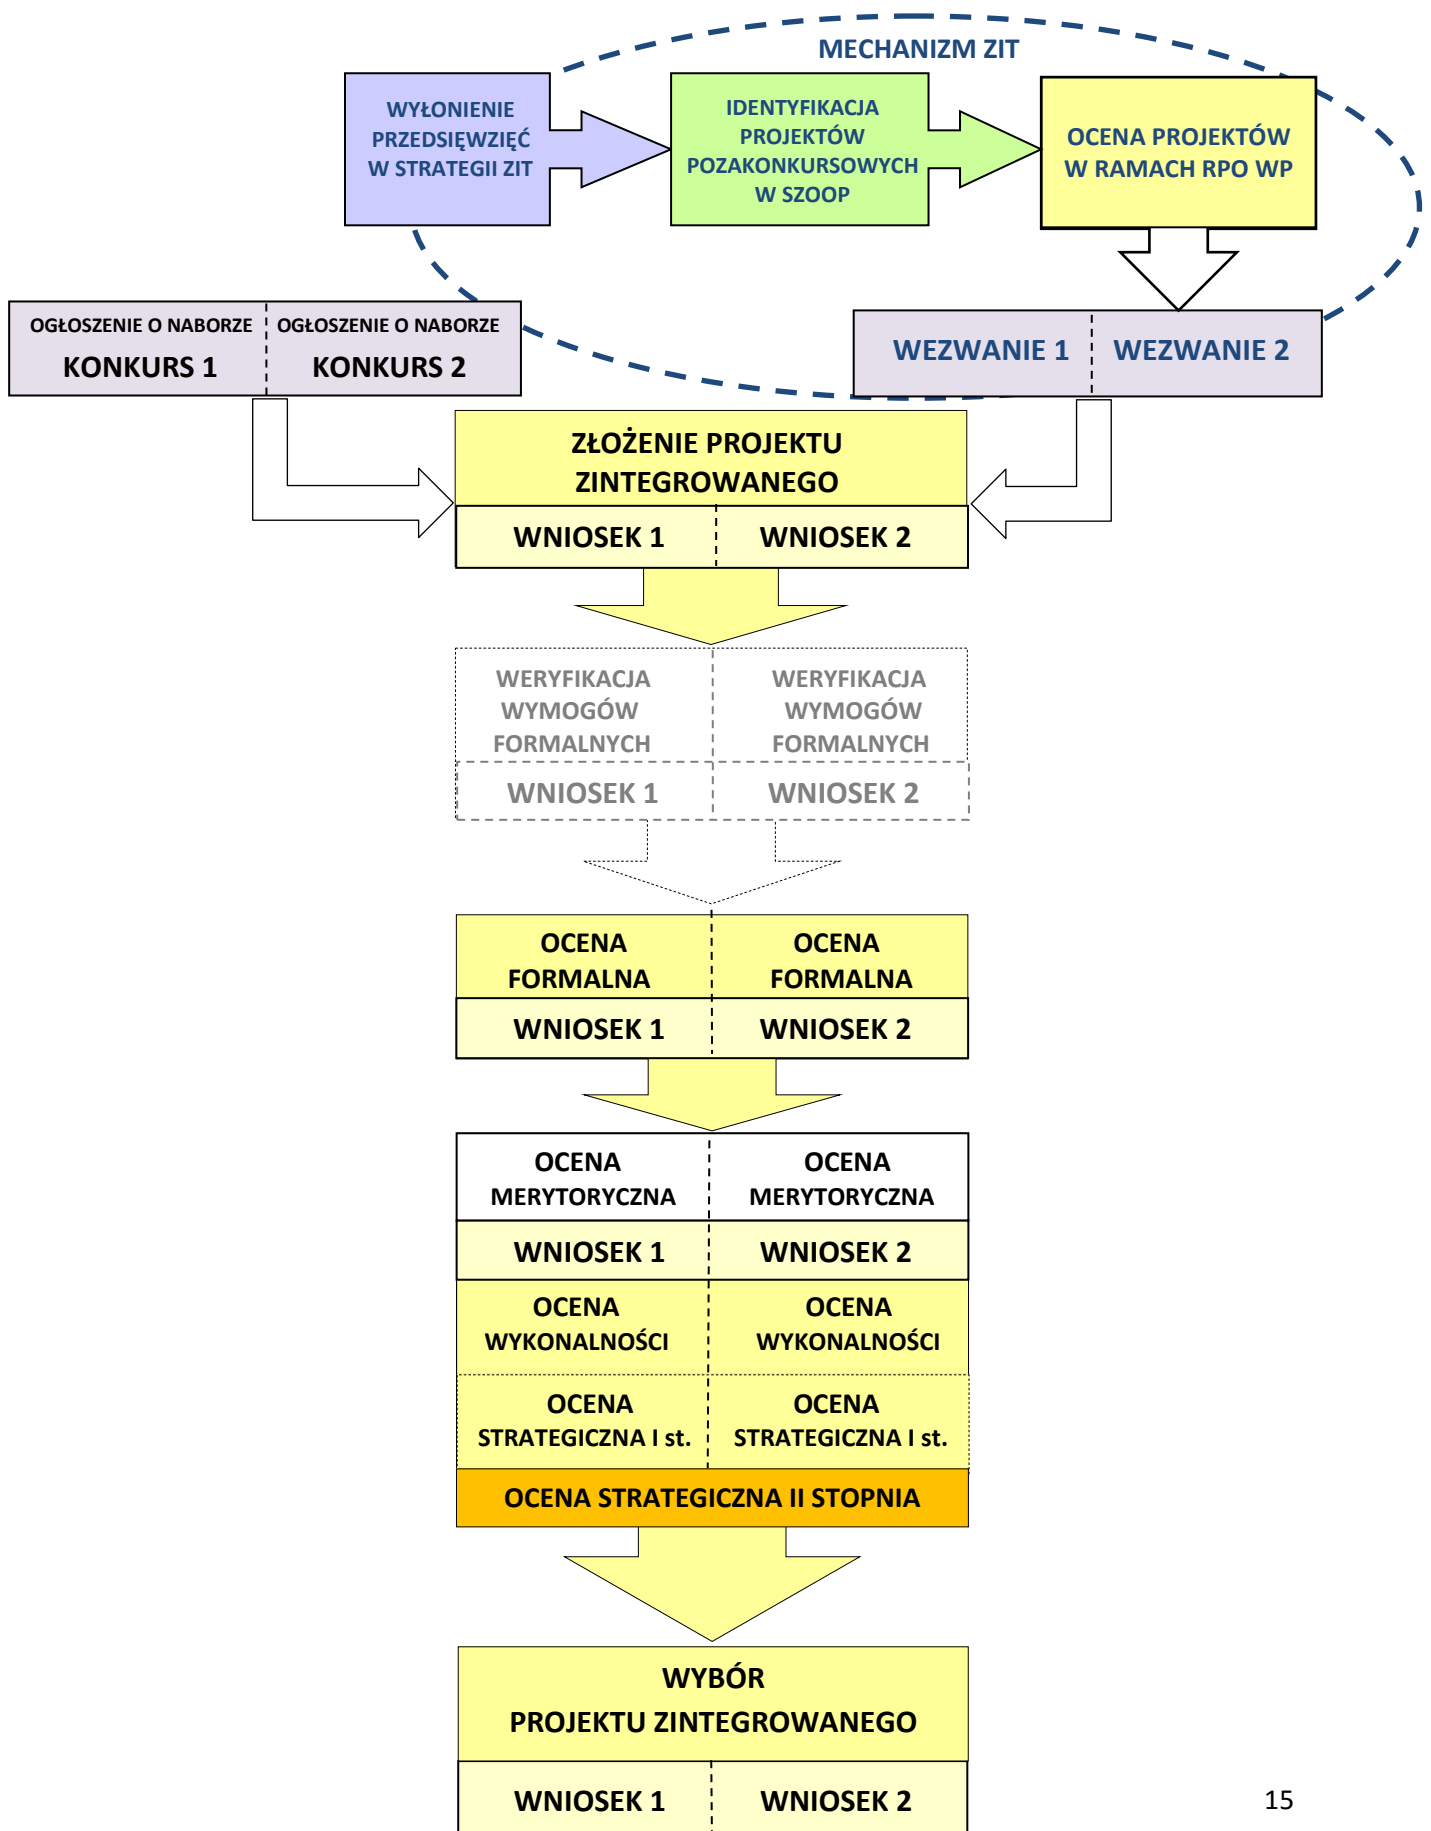 MECHANIZM ZIT
WYŁONIENIE
PRZEDSIĘWZIĘĆ
W STRATEGII ZIT
IDENTYFIKACJA
PROJEKTÓW
POZAKONKURSOWYCH
W SZOOP
OCENA PROJEKTÓW
W RAMACH RPO WP
OGŁOSZENIE O NABORZE
KONKURS 1
OGŁOSZENIE O NABORZE
KONKURS 2
WEZWANIE 1
WEZWANIE 2
ZŁOŻENIE PROJEKTU
ZINTEGROWANEGO
WNIOSEK 1
WNIOSEK 2
WERYFIKACJA
WYMOGÓW
FORMALNYCH
WERYFIKACJA
WYMOGÓW
FORMALNYCH
WNIOSEK 1
WNIOSEK 2
OCENA
FORMALNA
OCENA
FORMALNA
WNIOSEK 1
WNIOSEK 2
OCENA
MERYTORYCZNA
OCENA
MERYTORYCZNA
WNIOSEK 1
WNIOSEK 2
OCENA
WYKONALNOŚCI
OCENA
WYKONALNOŚCI
OCENA
STRATEGICZNA I st.
OCENA
STRATEGICZNA I st.
OCENA STRATEGICZNA II STOPNIA
WYBÓR
PROJEKTU ZINTEGROWANEGO
WNIOSEK 1
WNIOSEK 2
15